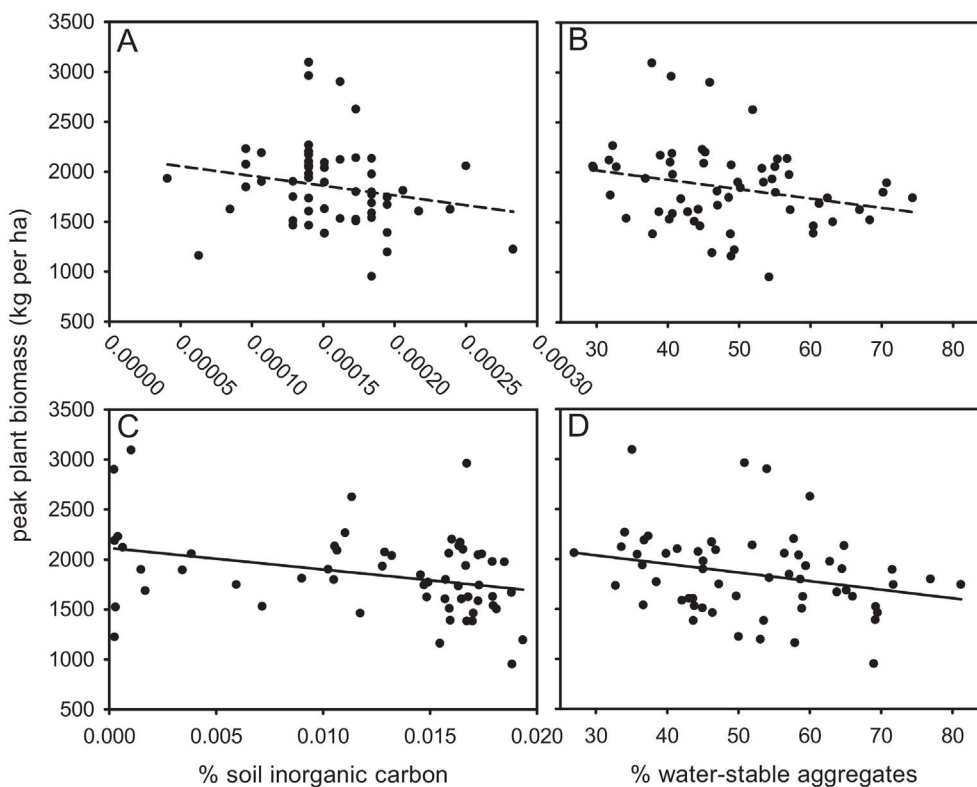 3500
3000
2500
2000
1500
1000
500
A
B
0.00000
0.00005
0.00010
0.00015
0.00020
0.00025
0.00030
30 40 50 60 70 80
peak plant biomass (kg per ha)
3500
3000
2500
2000
1500
1000
500
C
D
0.000 0.005 0.010 0.015 0.020
30 40 50 60 70 80
% soil inorganic carbon
% water-stable aggregates